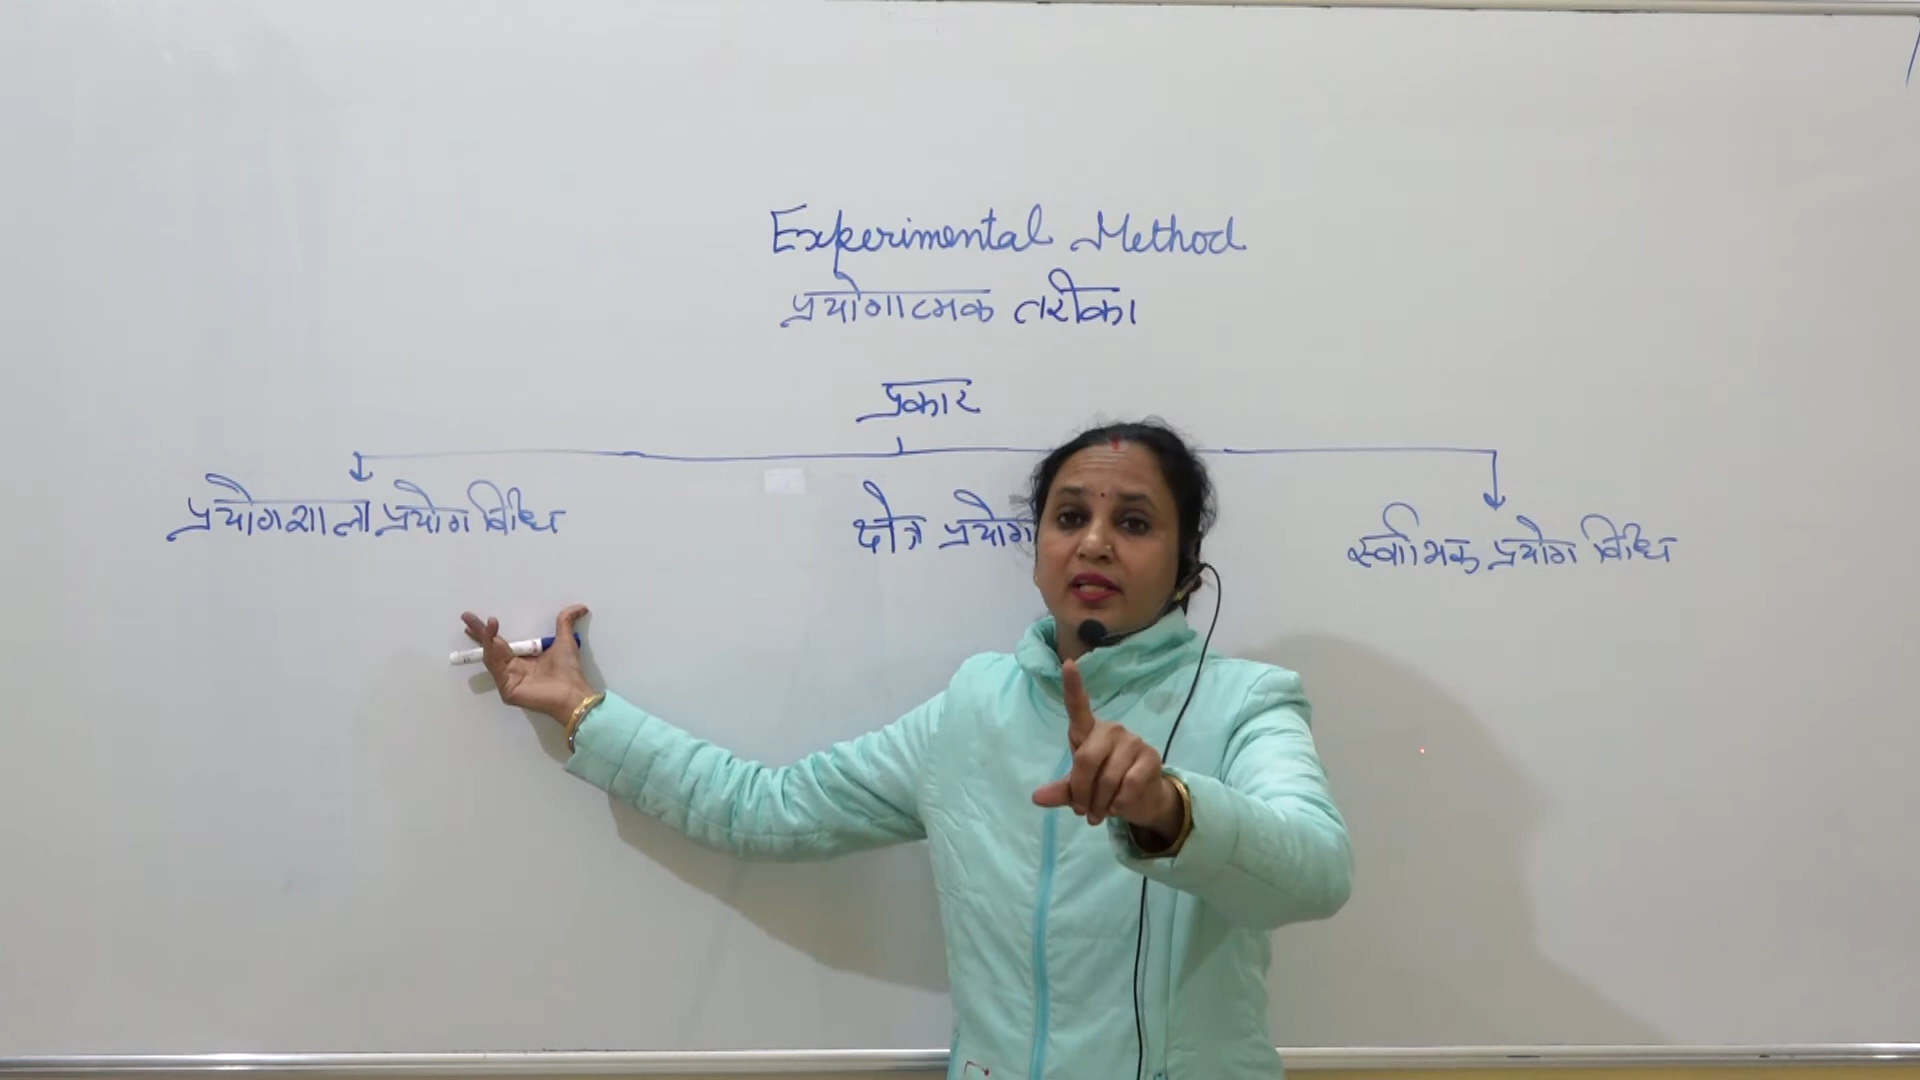 Experimental Method
प्रयोगात्मक तरीका
प्रकार
प्रयोगशाला प्रयोग विधि
क्षेत्र प्रयोग
प्रयोग विधि